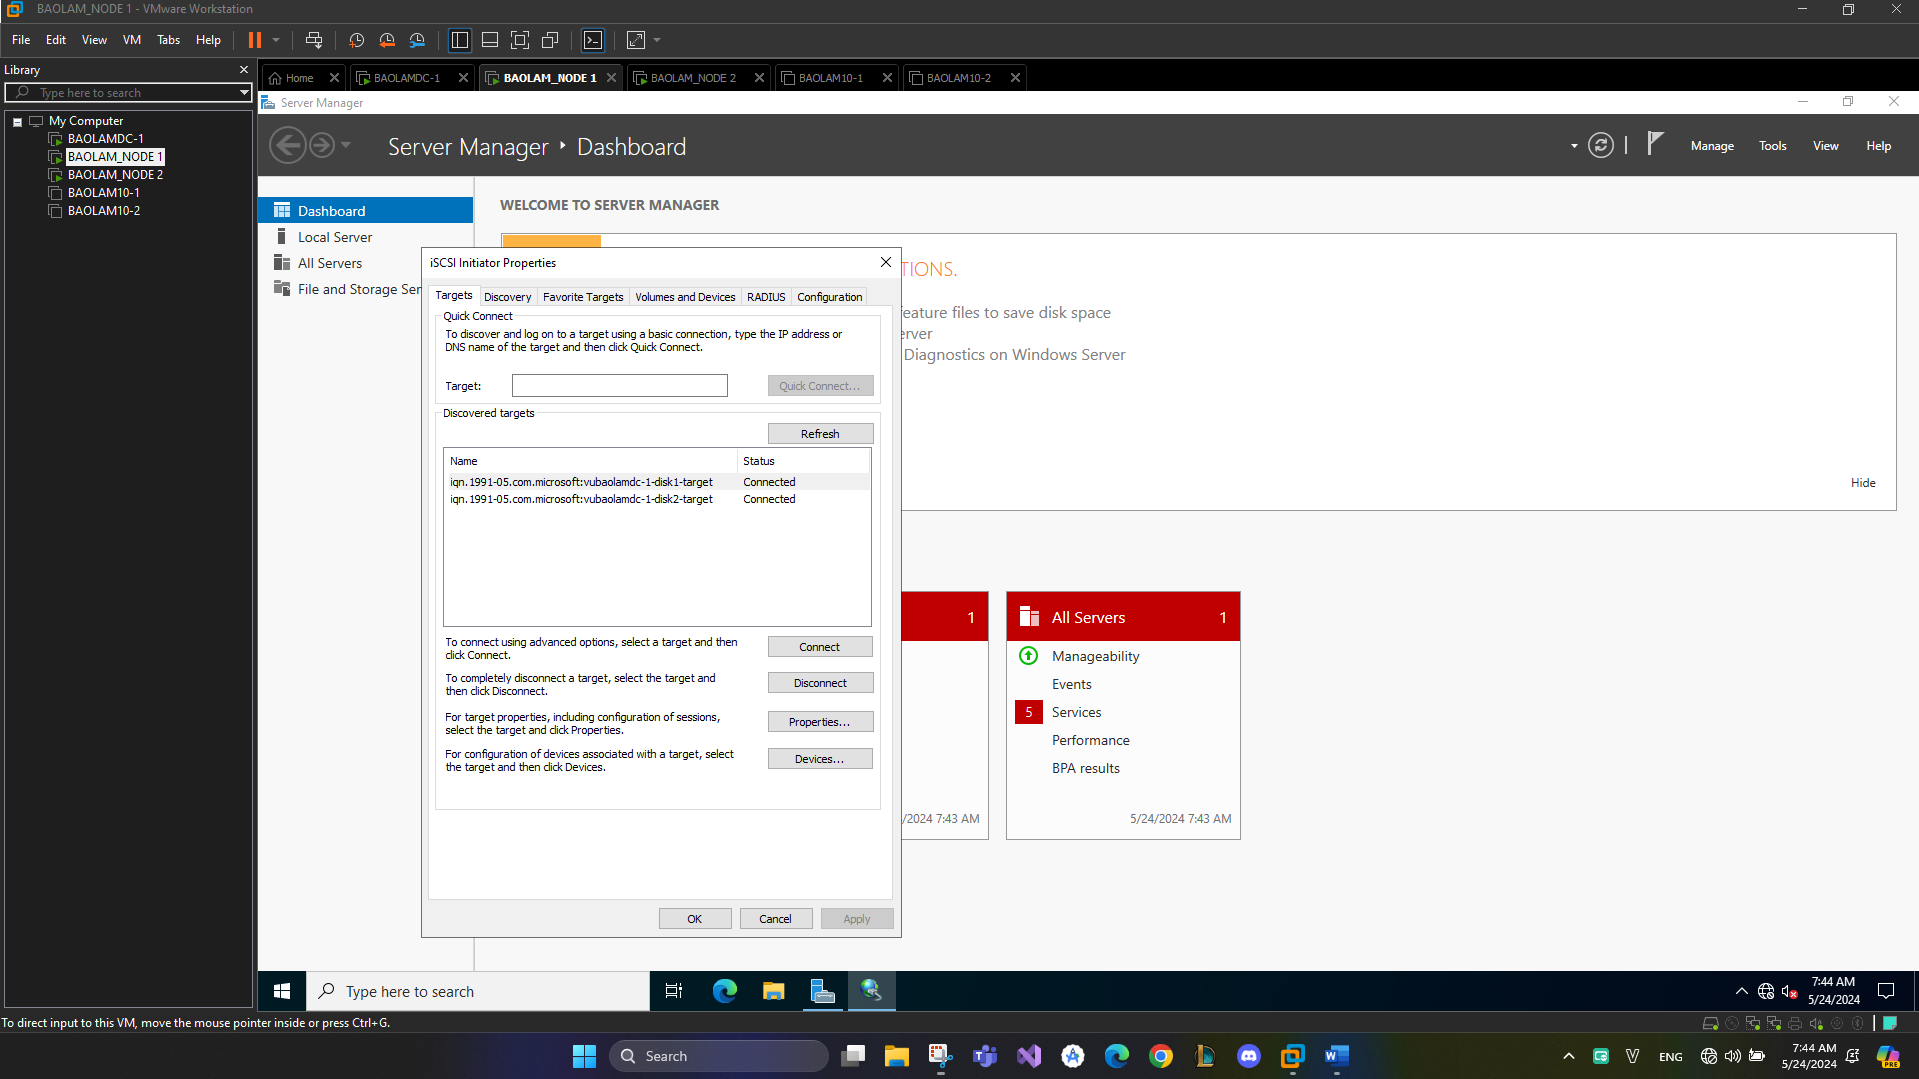 BAOLAM_NODE 1 - VMware Workstation
File Edit View VM Tabs Help
Library
Type here to search
My Computer
BAOLAMDC-1
BAOLAM_NODE 1
BAOLAM_NODE 2
BAOLAM10-1
BAOLAM10-2
Home
BAOLAMDC-1
BAOLAM_NODE 1
BAOLAM_NODE 2
BAOLAM10-1
BAOLAM10-2
Server Manager
Server Manager Dashboard
Manage Tools View Help
Dashboard
Local Server
All Servers
File and Storage Ser
WELCOME TO SERVER MANAGER
TIONS.
feature files to save disk space
erver
Diagnostics on Windows Server
Hide
iSCSI Initiator Properties
Targets Discovery Favorite Targets Volumes and Devices RADIUS Configuration
Quick Connect
To discover and log on to a target using a basic connection, type the IP address or
DNS name of the target and then click Quick Connect.
Target: Quick Connect...
Discovered targets
Refresh
Name Status
iqn.1991-05.com.microsoft:vubaolamdc-1-disk1-target Connected
iqn.1991-05.com.microsoft:vubaolamdc-1-disk2-target Connected
To connect using advanced options, select a target and then
click Connect.
Connect
To completely disconnect a target, select the target and
then click Disconnect.
Disconnect
For target properties, including configuration of sessions,
select the target and click Properties.
Properties...
For configuration of devices associated with a target, select
the target and then click Devices.
Devices...
OK Cancel Apply
1
/2024 7:43 AM
All Servers 1
Manageability
Events
5 Services
Performance
BPA results
5/24/2024 7:43 AM
Type here to search
7:44 AM
5/24/2024
To direct input to this VM, move the mouse pointer inside or press Ctrl+G.
Search
ENG
7:44 AM
5/24/2024
PRE